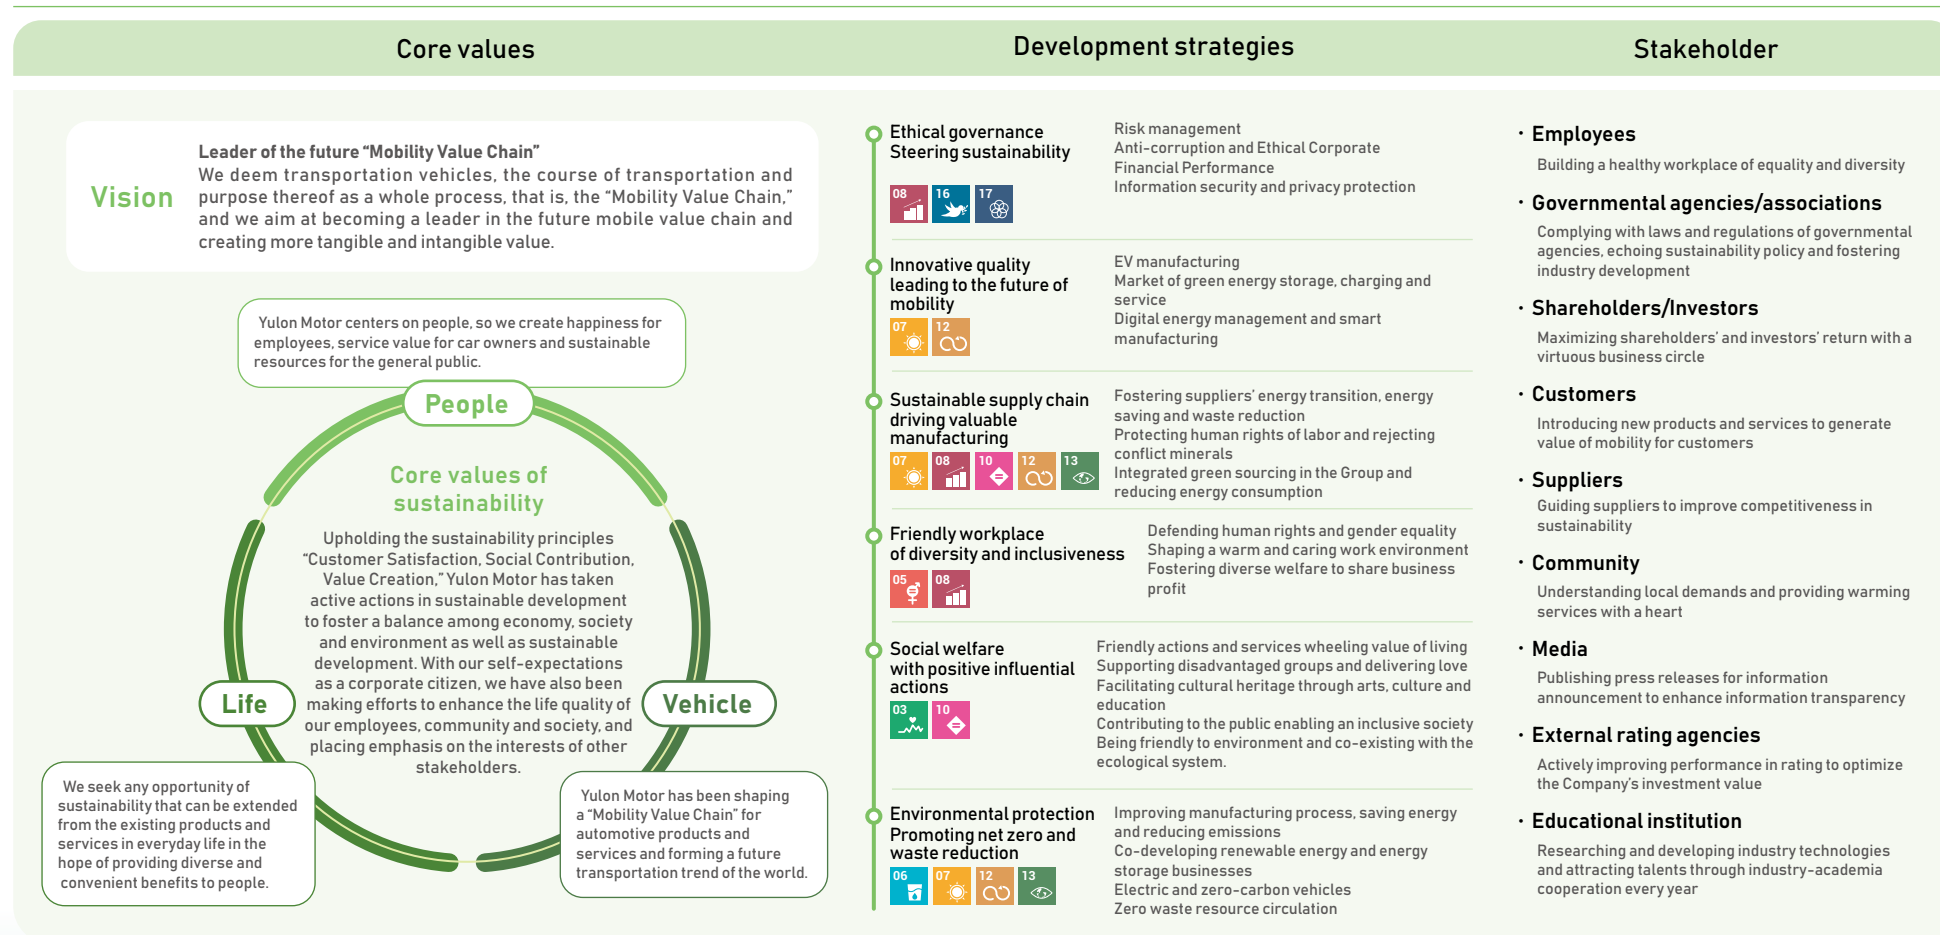 Core values
Development strategies
Stakeholder
Vision
Leader of the future “Mobility Value Chain”
We deem transportation vehicles, the course of transportation and
purpose thereof as a whole process, that is, the “Mobility Value Chain,”
and we aim at becoming a leader in the future mobile value chain and
creating more tangible and intangible value.
Yulon Motor centers on people, so we create happiness for
employees, service value for car owners and sustainable
resources for the general public.
People
Core values of
sustainability
Upholding the sustainability principles
“Customer Satisfaction, Social Contribution,
Value Creation,” Yulon Motor has taken
active actions in sustainable development
to foster a balance among economy, society
and environment as well as sustainable
development. With our self-expectations
as a corporate citizen, we have also been
making efforts to enhance the life quality of
our employees, community and society, and
placing emphasis on the interests of other
stakeholders.
Life
Vehicle
We seek any opportunity of
sustainability that can be extended
from the existing products and
services in everyday life in the
hope of providing diverse and
convenient benefits to people.
Yulon Motor has been shaping
a “Mobility Value Chain” for
automotive products and
services and forming a future
transportation trend of the world.
Ethical governance
Steering sustainability
08 16 17
Risk management
Anti-corruption and Ethical Corporate
Financial Performance
Information security and privacy protection
Innovative quality
leading to the future of
mobility
07 12
EV manufacturing
Market of green energy storage, charging and
service
Digital energy management and smart
manufacturing
Sustainable supply chain
driving valuable
manufacturing
07 08 10 12 13
Fostering suppliers’ energy transition, energy
saving and waste reduction
Protecting human rights of labor and rejecting
conflict minerals
Integrated green sourcing in the Group and
reducing energy consumption
Friendly workplace
of diversity and inclusiveness
05 08
Defending human rights and gender equality
Shaping a warm and caring work environment
Fostering diverse welfare to share business
profit
Social welfare
with positive influential
actions
03 10
Friendly actions and services wheeling value of living
Supporting disadvantaged groups and delivering love
Facilitating cultural heritage through arts, culture and
education
Contributing to the public enabling an inclusive society
Being friendly to environment and co-existing with the
ecological system.
Environmental protection
Promoting net zero and
waste reduction
06 07 12 13
Improving manufacturing process, saving energy
and reducing emissions
Co-developing renewable energy and energy
storage businesses
Electric and zero-carbon vehicles
Zero waste resource circulation
· Employees
Building a healthy workplace of equality and diversity
· Governmental agencies/associations
Complying with laws and regulations of governmental
agencies, echoing sustainability policy and fostering
industry development
· Shareholders/Investors
Maximizing shareholders’ and investors’ return with a
virtuous business circle
· Customers
Introducing new products and services to generate
value of mobility for customers
· Suppliers
Guiding suppliers to improve competitiveness in
sustainability
· Community
Understanding local demands and providing warming
services with a heart
· Media
Publishing press releases for information
announcement to enhance information transparency
· External rating agencies
Actively improving performance in rating to optimize
the Company’s investment value
· Educational institution
Researching and developing industry technologies
and attracting talents through industry-academia
cooperation every year